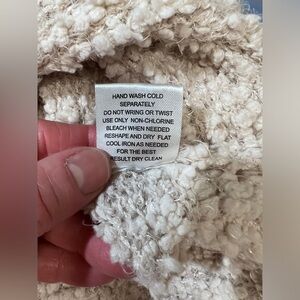 HAND WASH COLD
SEPARATELY
DO NOT WRING OR TWIST
USE ONLY NON-CHLORINE
BLEACH WHEN NEEDED
RESHAPE AND DRY FLAT
COOL IRON AS NEEDED
FOR THE BEST
RESULT DRY CLEAN